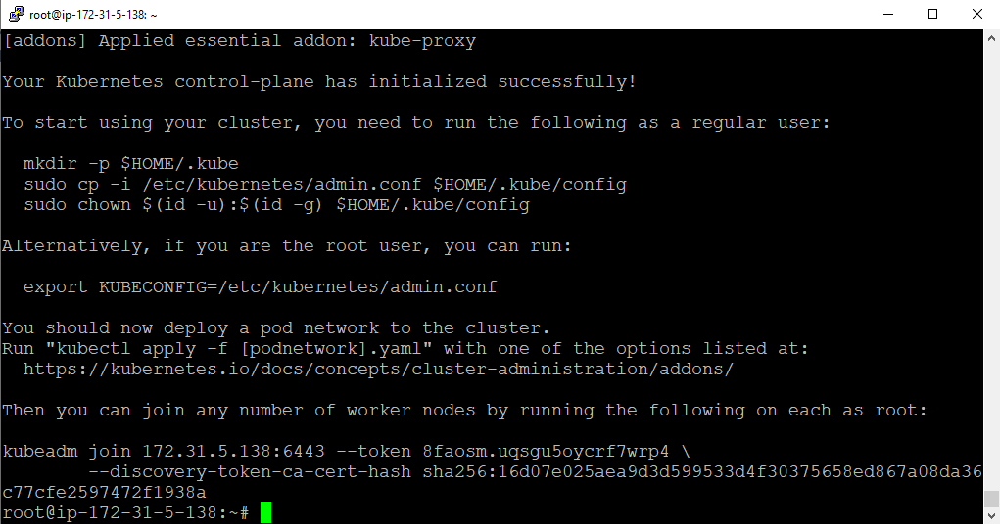 root@ip-172-31-5-138: ~
[addons] Applied essential addon: kube-proxy
Your Kubernetes control-plane has initialized successfully!
To start using your cluster, you need to run the following as a regular user:
mkdir -p $HOME/.kube
sudo cp -i /etc/kubernetes/admin.conf $HOME/.kube/config
sudo chown $(id -u):$(id -g) $HOME/.kube/config
Alternatively, if you are the root user, you can run:
export KUBECONFIG=/etc/kubernetes/admin.conf
You should now deploy a pod network to the cluster.
Run "kubectl apply -f [podnetwork].yaml" with one of the options listed at:
https://kubernetes.io/docs/concepts/cluster-administration/addons/
Then you can join any number of worker nodes by running the following on each as root:
kubeadm join 172.31.5.138:6443 --token 8faosm.uqsgu5oycrf7wrp4 \
--discovery-token-ca-cert-hash sha256:16d07e025aea9d3d599533d4f30375658ed867a08da36
c77cfe2597472f1938a
root@ip-172-31-5-138:~#